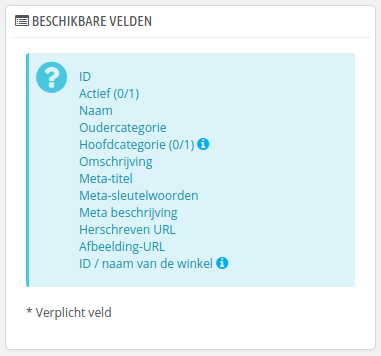 BESCHIKBARE VELDEN
ID
Actief (0/1)
Naam
Oudercategorie
Hoofdcategorie (0/1)
Omschrijving
Meta-titel
Meta-sleutelwoorden
Meta beschrijving
Herschreven URL
Afbeelding-URL
ID / naam van de winkel
* Verplicht veld